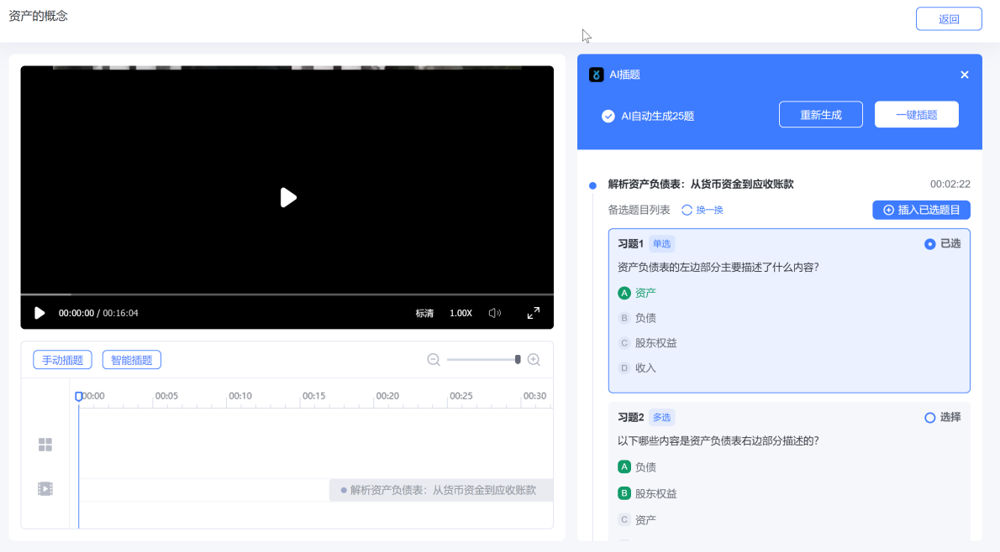 资产的概念
返回
AI插题
AI自动生成25题
重新生成
一键插题
解析资产负债表：从货币资金到应收账款
00:02:22
备选题目列表
换一换
插入已选题目
习题1
单选
已选
资产负债表的左边部分主要描述了什么内容？
A 资产
B 负债
C 股东权益
D 收入
习题2
多选
选择
以下哪些内容是资产负债表右边部分描述的？
A 负债
B 股东权益
C 资产
00:00:00 / 00:16:04
标清
1.00X
手动插题
智能插题
00:00
00:05
00:10
00:15
00:20
00:25
00:30
解析资产负债表：从货币资金到应收账款